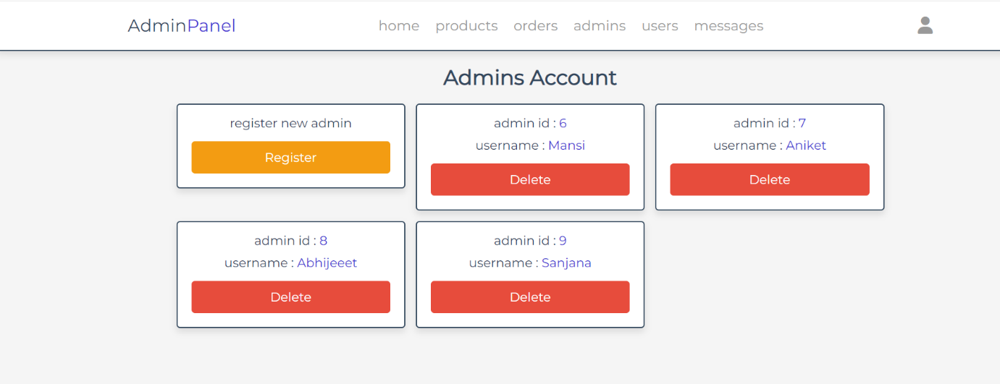 AdminPanel
home products orders admins users messages
Admins Account
register new admin
Register
admin id : 6
username : Mansi
Delete
admin id : 7
username : Aniket
Delete
admin id : 8
username : Abhijeeet
Delete
admin id : 9
username : Sanjana
Delete